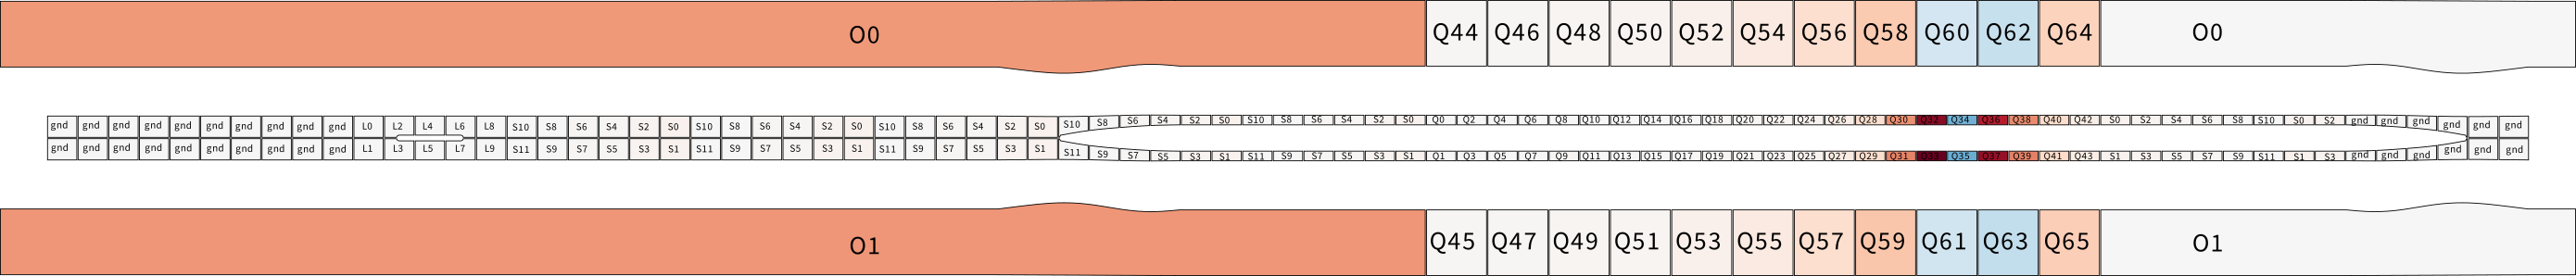 O0 Q44 Q46 Q48 Q50 Q52 Q54 Q56 Q58 Q60 Q62 Q64 O0
gnd gnd gnd gnd gnd gnd gnd gnd gnd gnd L0 L2 L4 L6 L8 S10 S8 S6 S4 S2 S0 S10 S8 S6 S4 S2 S0 S10 S8 S6 S4 S2 S0 S10 S8 S6 S4 S2 S0 S10 S8 S6 S4 S2 S0 Q0 Q2 Q4 Q6 Q8 Q10 Q12 Q14 Q16 Q18 Q20 Q22 Q24 Q26 Q28 Q30 Q32 Q34 Q36 Q38 Q40 Q42 S0 S2 S4 S6 S8 S10 S0 S2 gnd gnd gnd gnd gnd gnd
gnd gnd gnd gnd gnd gnd gnd gnd gnd gnd L1 L3 L5 L7 L9 S11 S9 S7 S5 S3 S1 S11 S9 S7 S5 S3 S1 S11 S9 S7 S5 S3 S1 S11 S9 S7 S5 S3 S1 S11 S9 S7 S5 S3 S1 Q1 Q3 Q5 Q7 Q9 Q11 Q13 Q15 Q17 Q19 Q21 Q23 Q25 Q27 Q29 Q31 Q33 Q35 Q37 Q39 Q41 Q43 S1 S3 S5 S7 S9 S11 S1 S3 gnd gnd gnd gnd gnd gnd
O1 Q45 Q47 Q49 Q51 Q53 Q55 Q57 Q59 Q61 Q63 Q65 O1